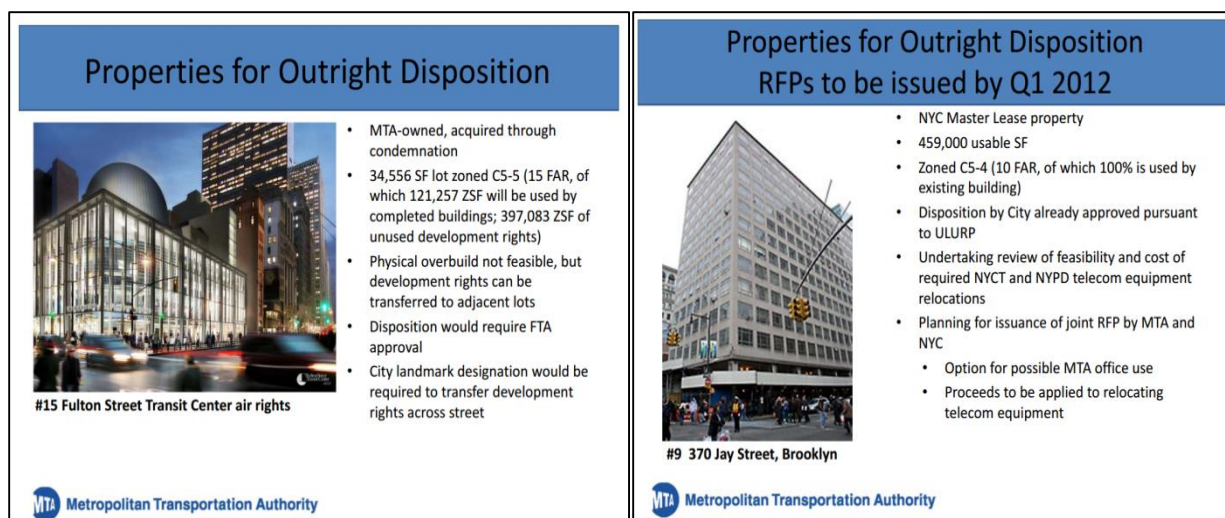 Properties for Outright Disposition
• MTA-owned, acquired through
condemnation
• 34,556 SF lot zoned C5-5 (15 FAR, of
which 121,257 ZSF will be used by
completed buildings; 397,083 ZSF of
unused development rights)
• Physical overbuild not feasible, but
development rights can be
transferred to adjacent lots
• Disposition would require FTA
approval
• City landmark designation would be
required to transfer development
rights across street
#15 Fulton Street Transit Center air rights
MTA Metropolitan Transportation Authority
Properties for Outright Disposition
RFPs to be issued by Q1 2012
• NYC Master Lease property
• 459,000 usable SF
• Zoned C5-4 (10 FAR, of which 100% is used by
existing building)
• Disposition by City already approved pursuant
to ULURP
• Undertaking review of feasibility and cost of
required NYCT and NYPD telecom equipment
relocations
• Planning for issuance of joint RFP by MTA and
NYC
• Option for possible MTA office use
• Proceeds to be applied to relocating
telecom equipment
#9 370 Jay Street, Brooklyn
MTA Metropolitan Transportation Authority